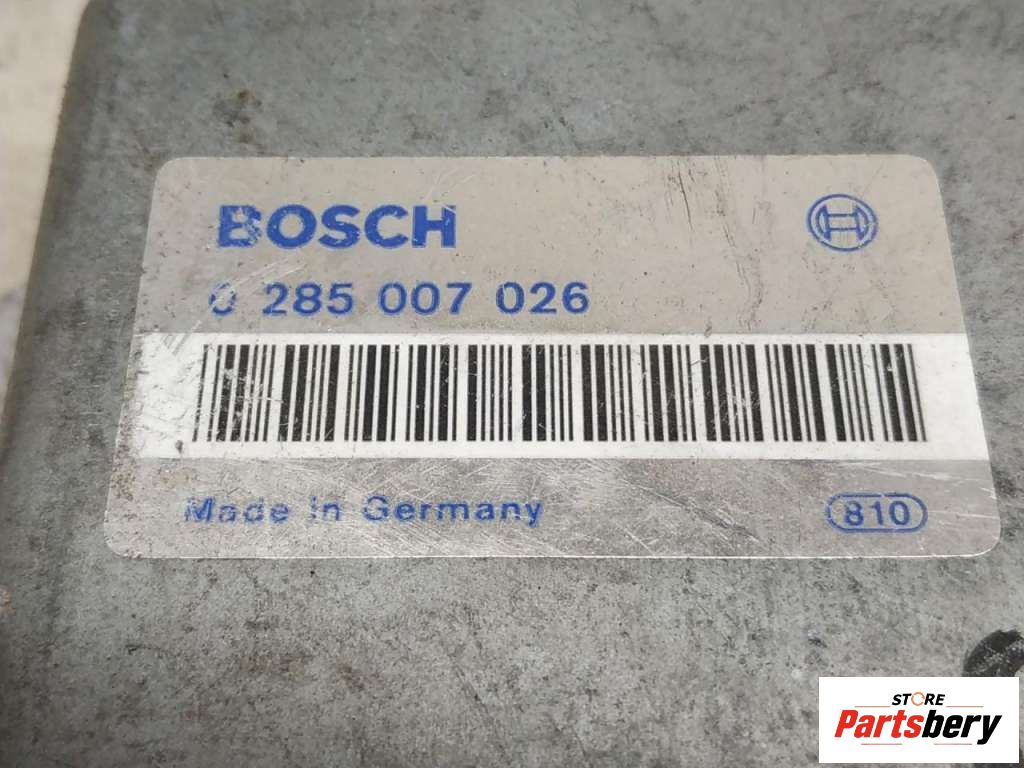 BOSCH
0 285 007 026
Made in Germany
810
STORE
Partsbery